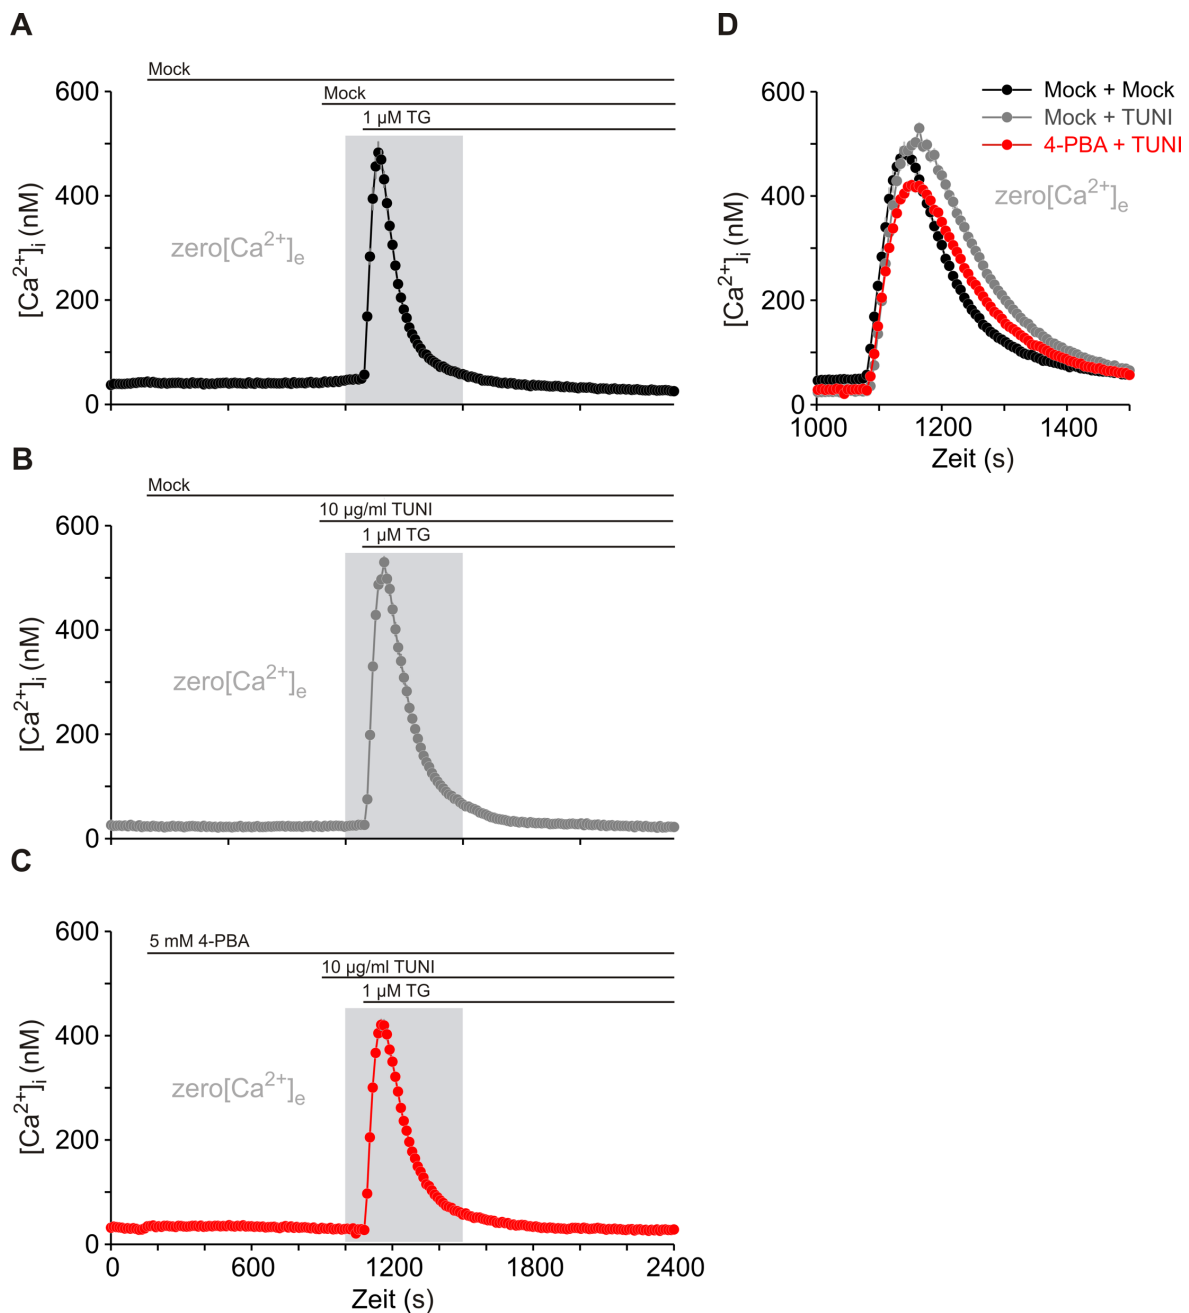 A
Mock
Mock
1 µM TG
600
400
200
0
[Ca²⁺]ᵢ (nM)
zero[Ca²⁺]ₑ
D
Mock + Mock
Mock + TUNI
4-PBA + TUNI
zero[Ca²⁺]ₑ
600
400
200
0
[Ca²⁺]ᵢ (nM)
1000 1200 1400
Zeit (s)
B
Mock
10 µg/ml TUNI
1 µM TG
600
400
200
0
[Ca²⁺]ᵢ (nM)
zero[Ca²⁺]ₑ
C
5 mM 4-PBA
10 µg/ml TUNI
1 µM TG
600
400
200
0
[Ca²⁺]ᵢ (nM)
zero[Ca²⁺]ₑ
0 600 1200 1800 2400
Zeit (s)